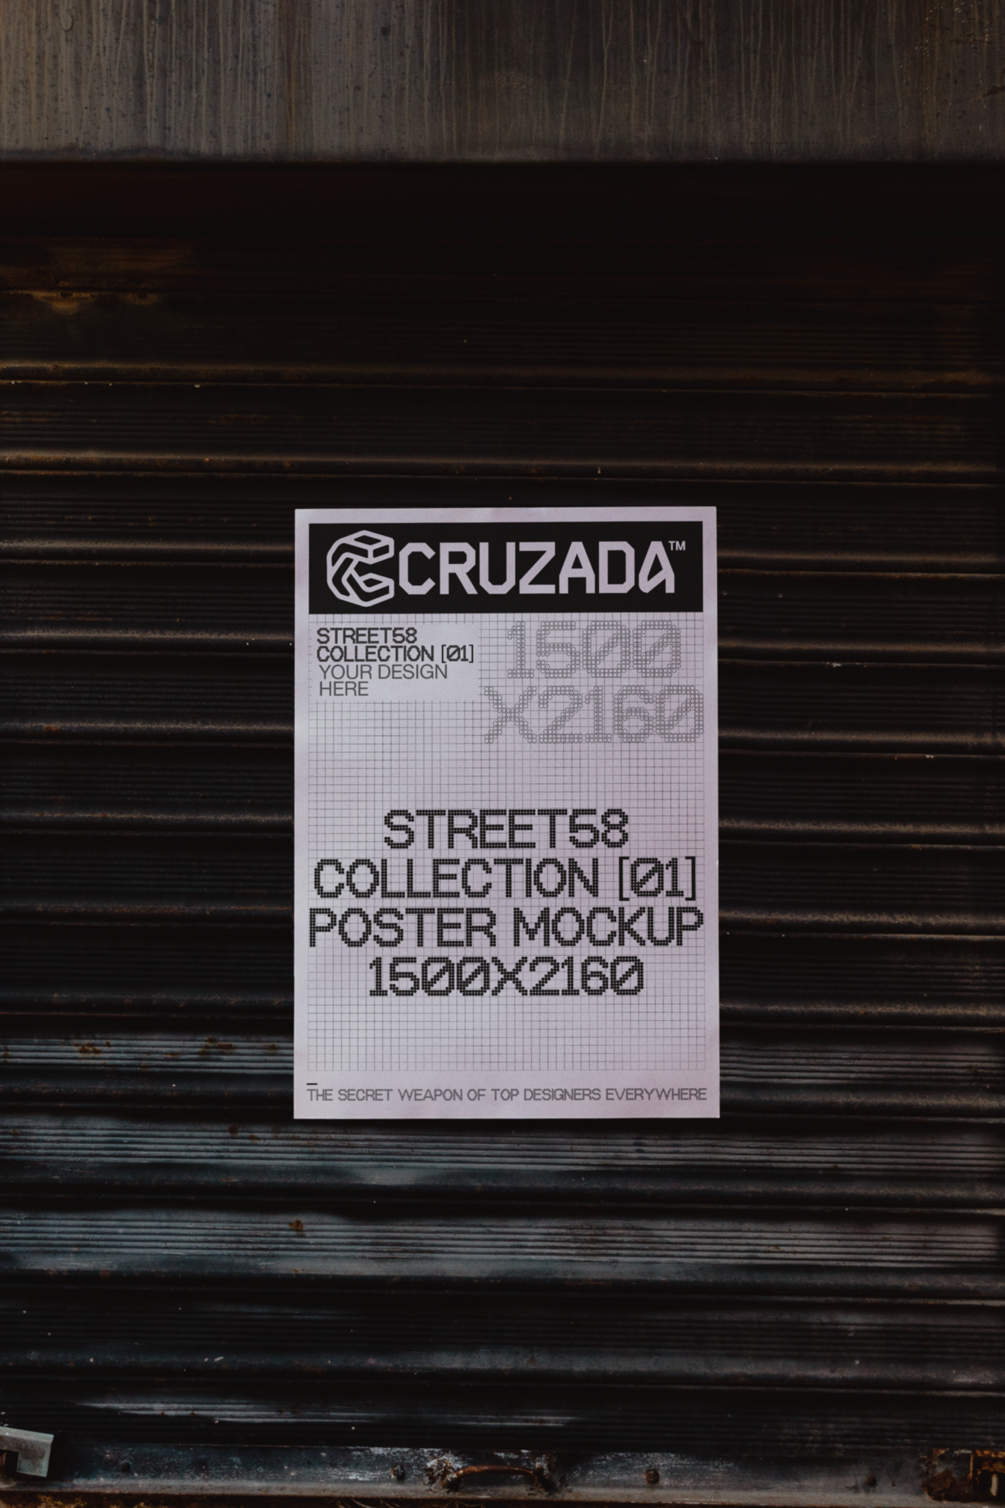 CRUZADA™
STREET58
COLLECTION [01]
YOUR DESIGN
HERE
1500
X2160
STREET58
COLLECTION [01]
POSTER MOCKUP
1500X2160
THE SECRET WEAPON OF TOP DESIGNERS EVERYWHERE